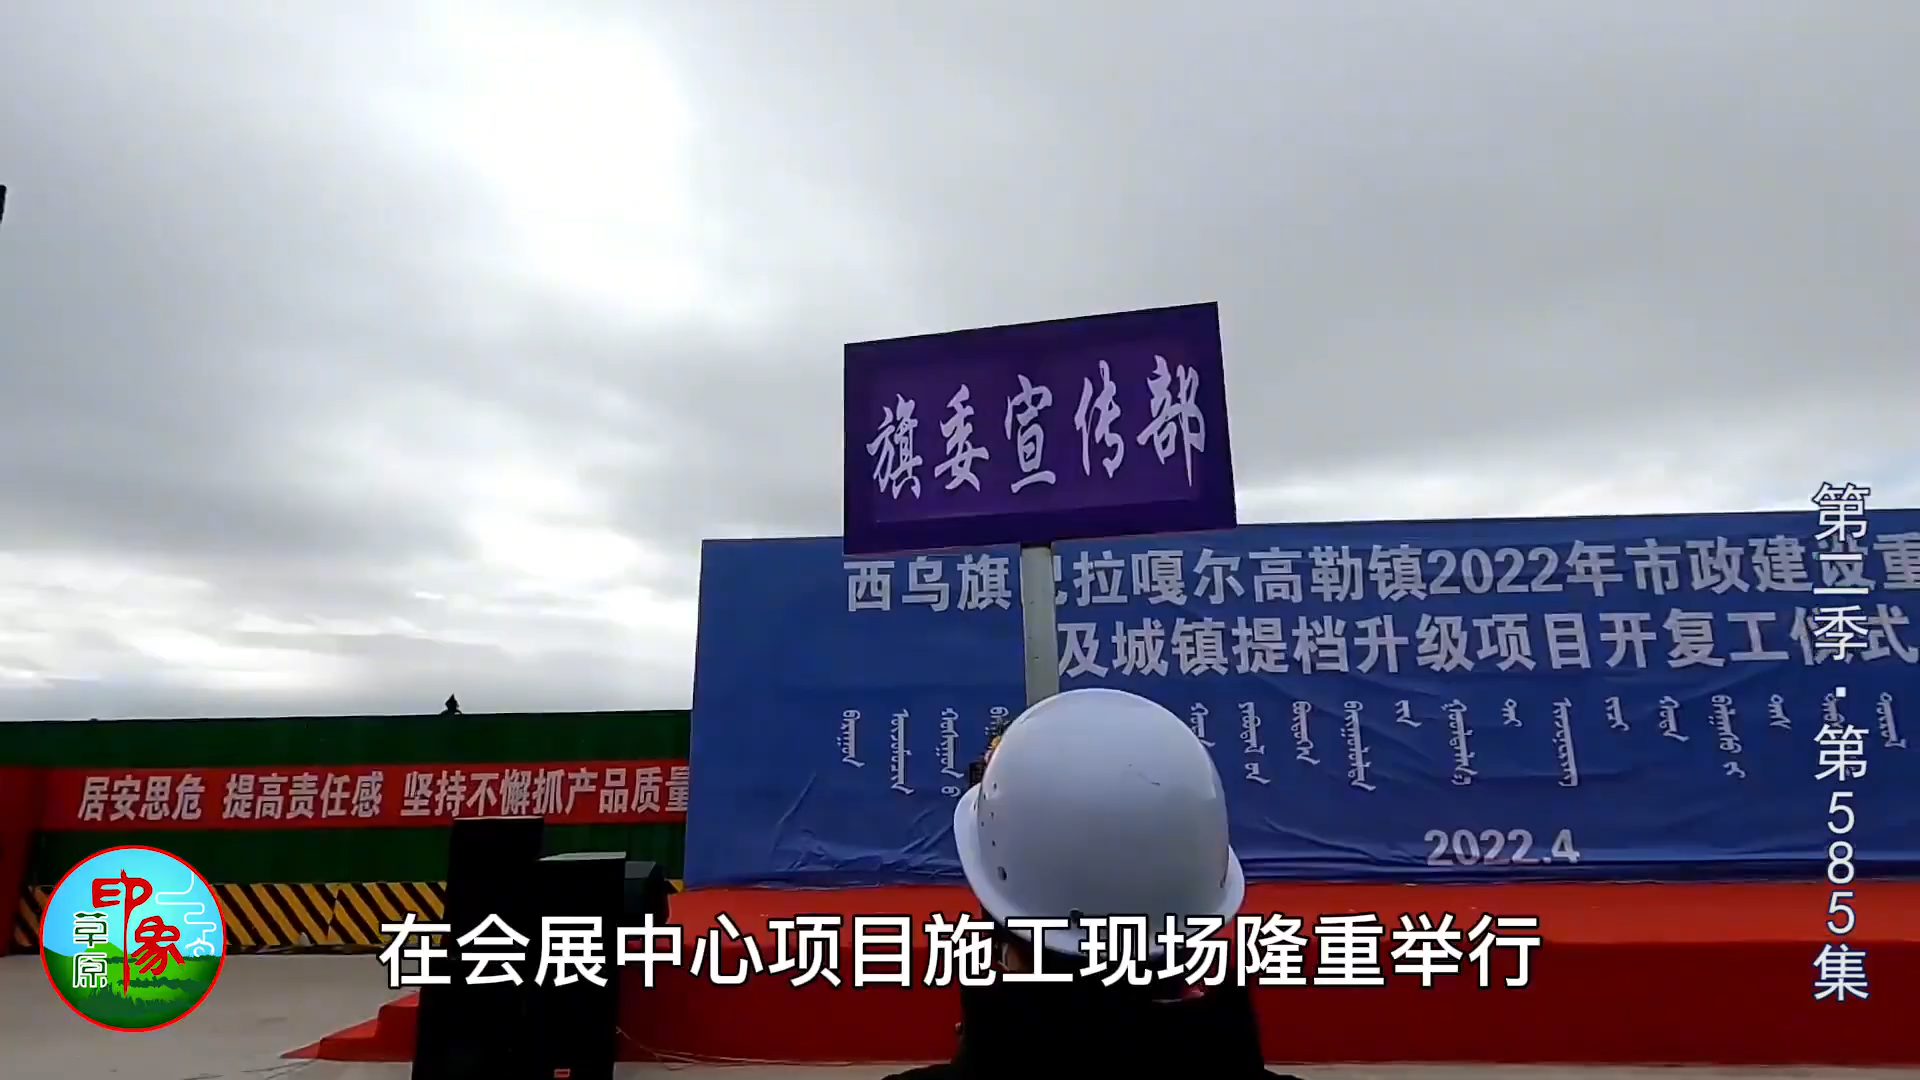 旗委宣传部
西乌旗巴拉嘎尔高勒镇2022年市政建设重
及城镇提档升级项目开复工仪式
2022.4
居安思危 提高责任感 坚持不懈抓产品质量
第一季·第585集
印象
草原
在会展中心项目施工现场隆重举行